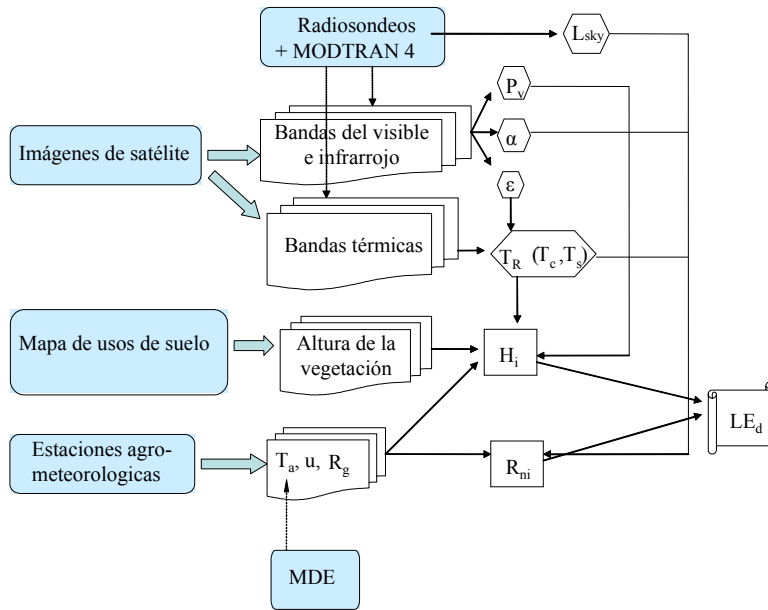 Radiosondeos
+ MODTRAN 4
Lsky
Pv
Bandas del visible
e infrarrojo
α
Imágenes de satélite
ε
Bandas térmicas
TR (Tc,Ts)
Mapa de usos de suelo
Altura de la
vegetación
Hi
LEd
Estaciones agro-
meteorologicas
Ta, u, Rg
Rni
MDE